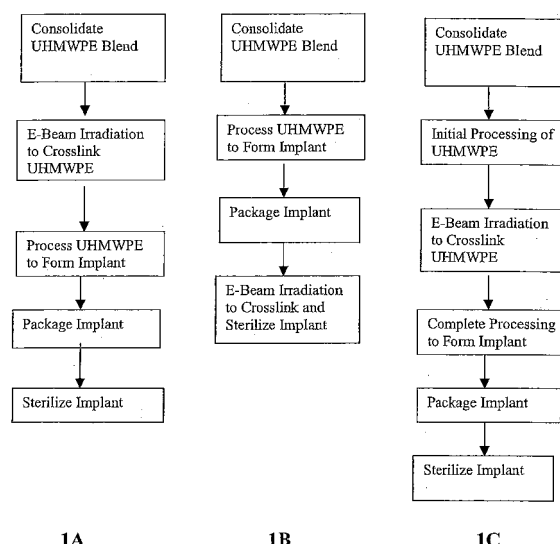 Consolidate
UHMWPE Blend
E-Beam Irradiation
to Crosslink
UHMWPE
Process UHMWPE
to Form Implant
Package Implant
Sterilize Implant
1A
Consolidate
UHMWPE Blend
Process UHMWPE
to Form Implant
Package Implant
E-Beam Irradiation
to Crosslink and
Sterilize Implant
1B
Consolidate
UHMWPE Blend
Initial Processing of
UHMWPE
E-Beam Irradiation
to Crosslink
UHMWPE
Complete Processing
to Form Implant
Package Implant
Sterilize Implant
1C